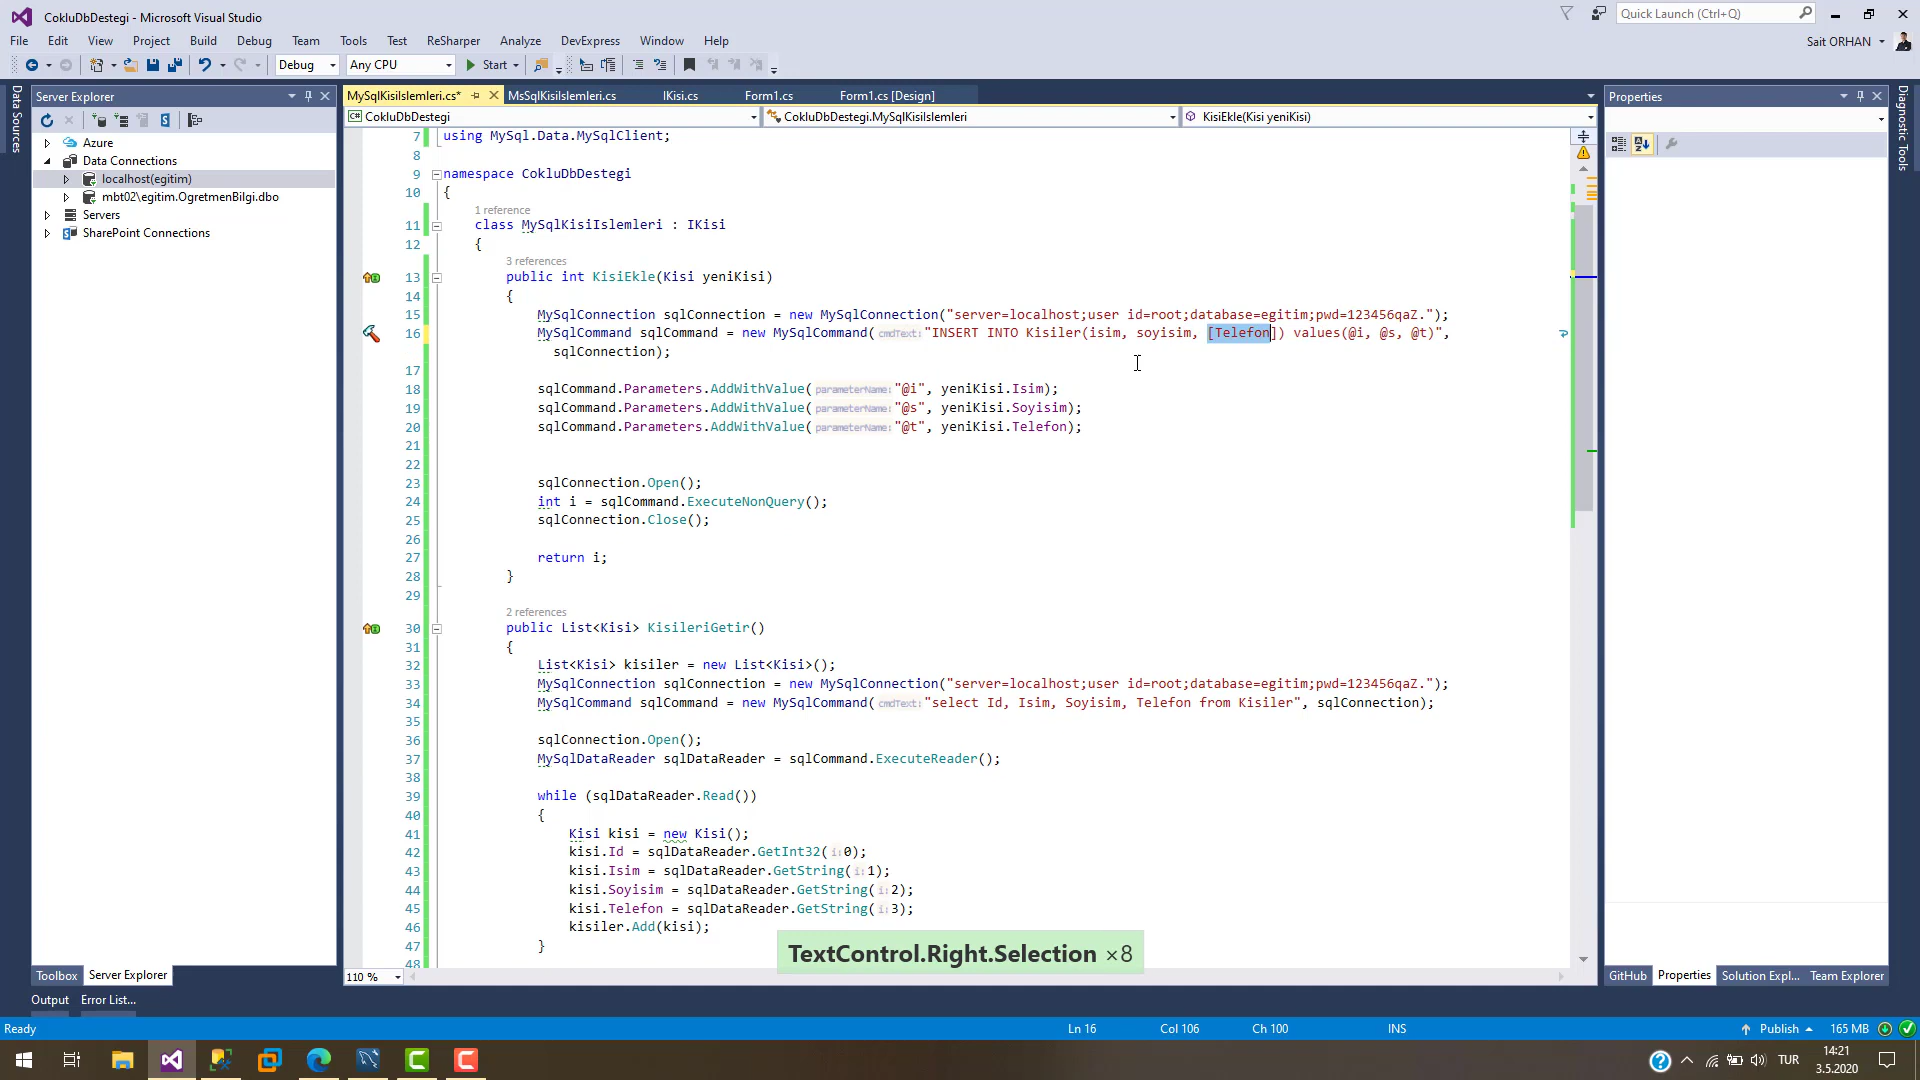 CokluDbDestegi - Microsoft Visual Studio
Quick Launch (Ctrl+Q)
File Edit View Project Build Debug Team Tools Test ReSharper Analyze DevExpress Window Help
Sait ORHAN
Debug Any CPU Start
Data Sources
Server Explorer
MySqlKisiIslemleri.cs* MsSqlKisiIslemleri.cs IKisi.cs Form1.cs Form1.cs [Design]
Properties
Diagnostic Tools
CokluDbDestegi CokluDbDestegi.MySqlKisiIslemleri KisiEkle(Kisi yeniKisi)
Azure
Data Connections
localhost(egitim)
mbt02\egitim.OgretmenBilgi.dbo
Servers
SharePoint Connections
7 using MySql.Data.MySqlClient;
8
9 namespace CokluDbDestegi
10 {
1 reference
11 class MySqlKisiIslemleri : IKisi
12 {
3 references
13 public int KisiEkle(Kisi yeniKisi)
14 {
15 MySqlConnection sqlConnection = new MySqlConnection("server=localhost;user id=root;database=egitim;pwd=123456qaZ.");
16 MySqlCommand sqlCommand = new MySqlCommand(cmdText: "INSERT INTO Kisiler(isim, soyisim, [Telefon]) values(@i, @s, @t)",
sqlConnection);
17
18 sqlCommand.Parameters.AddWithValue(parameterName: "@i", yeniKisi.Isim);
19 sqlCommand.Parameters.AddWithValue(parameterName: "@s", yeniKisi.Soyisim);
20 sqlCommand.Parameters.AddWithValue(parameterName: "@t", yeniKisi.Telefon);
21
22
23 sqlConnection.Open();
24 int i = sqlCommand.ExecuteNonQuery();
25 sqlConnection.Close();
26
27 return i;
28 }
29
2 references
30 public List<Kisi> KisileriGetir()
31 {
32 List<Kisi> kisiler = new List<Kisi>();
33 MySqlConnection sqlConnection = new MySqlConnection("server=localhost;user id=root;database=egitim;pwd=123456qaZ.");
34 MySqlCommand sqlCommand = new MySqlCommand(cmdText: "select Id, Isim, Soyisim, Telefon from Kisiler", sqlConnection);
35
36 sqlConnection.Open();
37 MySqlDataReader sqlDataReader = sqlCommand.ExecuteReader();
38
39 while (sqlDataReader.Read())
40 {
41 Kisi kisi = new Kisi();
42 kisi.Id = sqlDataReader.GetInt32(i: 0);
43 kisi.Isim = sqlDataReader.GetString(i: 1);
44 kisi.Soyisim = sqlDataReader.GetString(i: 2);
45 kisi.Telefon = sqlDataReader.GetString(i: 3);
46 kisiler.Add(kisi);
47 }
48
TextControl.Right.Selection ×8
110 %
Toolbox Server Explorer
GitHub Properties Solution Expl... Team Explorer
Output Error List...
Ready Ln 16 Col 106 Ch 100 INS Publish 165 MB
TUR 14:21
3.5.2020